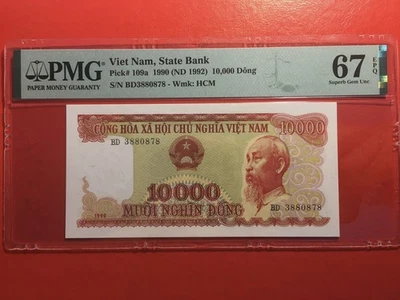 PMG
PAPER MONEY GUARANTY
Viet Nam, State Bank
Pick# 109a 1990 (ND 1992) 10,000 Dông
S/N BD3880878 - Wmk: HCM
67 EPQ
Superb Gem Unc
CỘNG HÒA XÃ HỘI CHỦ NGHĨA VIỆT NAM
10000
BD 3880878
10000
BD 3880878
MƯỜI NGHÌN ĐỒNG
1990